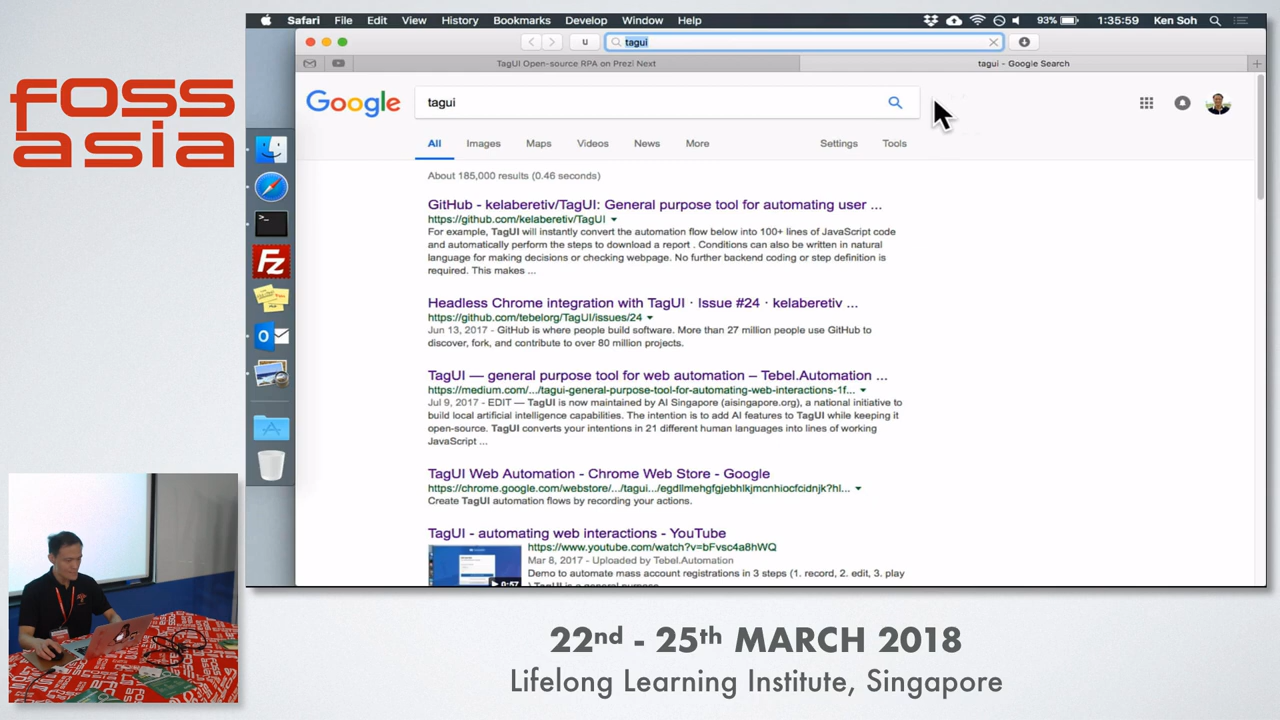 FOSS
asia
Safari File Edit View History Bookmarks Develop Window Help 93% 1:35:59 Ken Soh
u tagui
TagUI Open-source RPA on Prezi Next
tagui - Google Search
Google
tagui
All Images Maps Videos News More Settings Tools
About 185,000 results (0.46 seconds)
GitHub - kelaberetiv/TagUI: General purpose tool for automating user ...
https://github.com/kelaberetiv/TagUI
For example, TagUI will instantly convert the automation flow below into 100+ lines of JavaScript code
and automatically perform the steps to download a report . Conditions can also be written in natural
language for making decisions or checking webpage. No further backend coding or step definition is
required. This makes ...
Headless Chrome integration with TagUI · Issue #24 · kelaberetiv ...
https://github.com/tebelorg/TagUI/issues/24
Jun 13, 2017 - GitHub is where people build software. More than 27 million people use GitHub to
discover, fork, and contribute to over 80 million projects.
TagUI — general purpose tool for web automation – Tebel.Automation ...
https://medium.com/.../tagui-general-purpose-tool-for-automating-web-interactions-1f...
Jul 9, 2017 - EDIT — TagUI is now maintained by AI Singapore (aisingapore.org), a national initiative to
build local artificial intelligence capabilities. The intention is to add AI features to TagUI while keeping it
open-source. TagUI converts your intentions in 21 different human languages into lines of working
JavaScript ...
TagUI Web Automation - Chrome Web Store - Google
https://chrome.google.com/webstore/.../tagui.../egdllmehgfgjebhlkjmcnhiocfcidnjk?hl...
Create TagUI automation flows by recording your actions.
TagUI - automating web interactions - YouTube
https://www.youtube.com/watch?v=bFvsc4a8hWQ
Mar 8, 2017 - Uploaded by Tebel.Automation
Demo to automate mass account registrations in 3 steps (1. record, 2. edit, 3. play
0:57
22nd - 25th MARCH 2018
Lifelong Learning Institute, Singapore